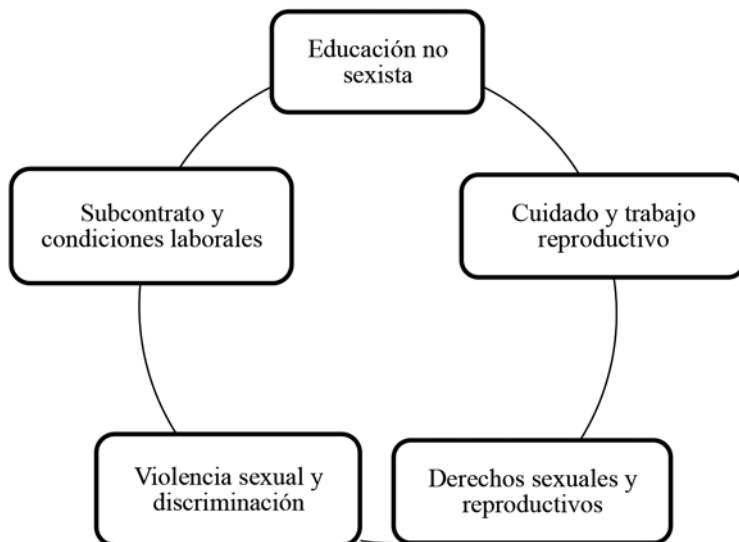 Educación no
sexista
Cuidado y trabajo
reproductivo
Derechos sexuales y
reproductivos
Violencia sexual y
discriminación
Subcontrato y
condiciones laborales